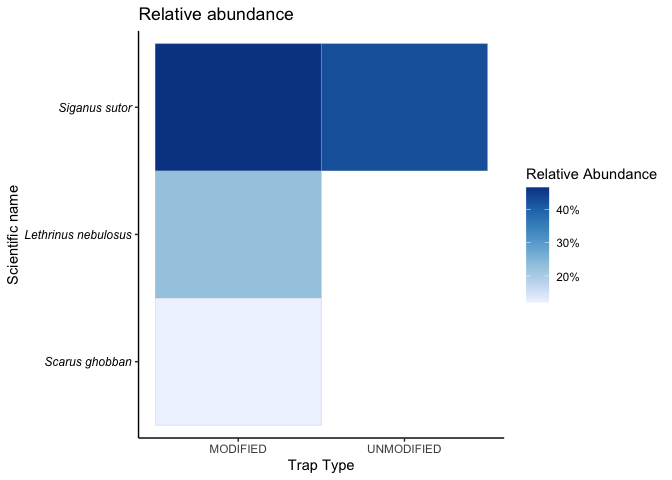 Relative abundance
Scientific name
Siganus sutor
Lethrinus nebulosus
Scarus ghobban
MODIFIED
UNMODIFIED
Trap Type
Relative Abundance
40%
30%
20%